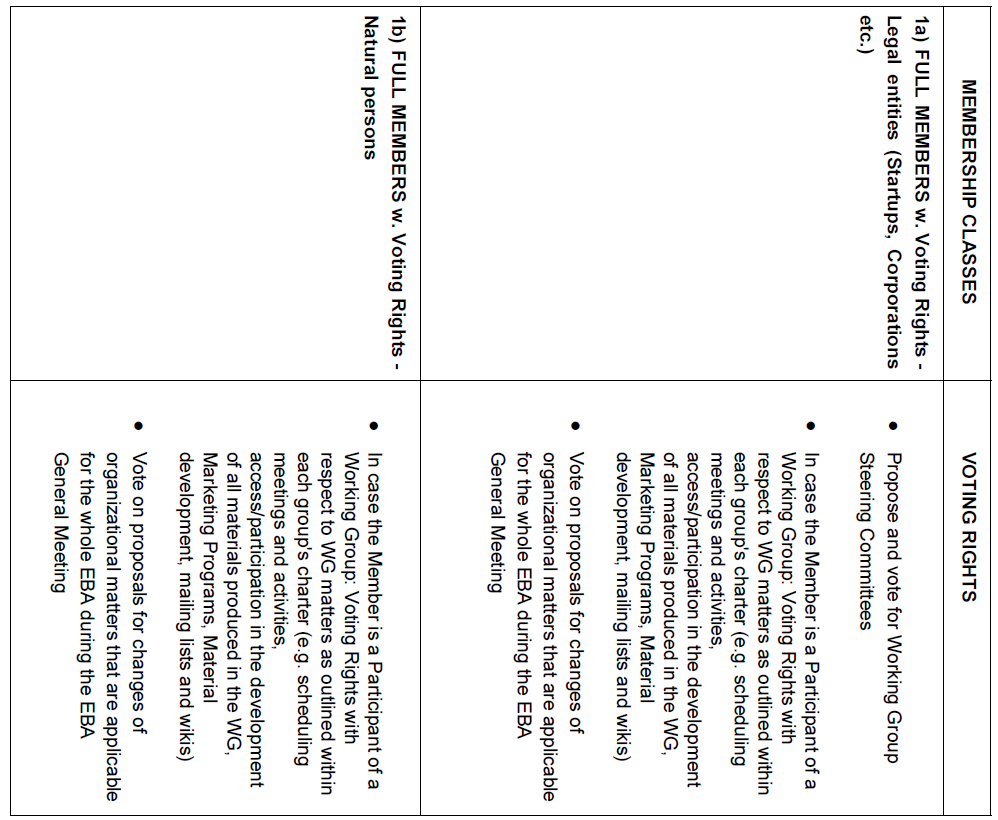 MEMBERSHIP CLASSES
VOTING RIGHTS
1a) FULL MEMBERS w. Voting Rights -
Legal entities (Startups, Corporations
etc.)
• Propose and vote for Working Group
Steering Committees
• In case the Member is a Participant of a
Working Group: Voting Rights with
respect to WG matters as outlined within
each group's charter (e.g. scheduling
meetings and activities,
access/participation in the development
of all materials produced in the WG,
Marketing Programs, Material
development, mailing lists and wikis)
• Vote on proposals for changes of
organizational matters that are applicable
for the whole EBA during the EBA
General Meeting
1b) FULL MEMBERS w. Voting Rights -
Natural persons
• In case the Member is a Participant of a
Working Group: Voting Rights with
respect to WG matters as outlined within
each group's charter (e.g. scheduling
meetings and activities,
access/participation in the development
of all materials produced in the WG,
Marketing Programs, Material
development, mailing lists and wikis)
• Vote on proposals for changes of
organizational matters that are applicable
for the whole EBA during the EBA
General Meeting